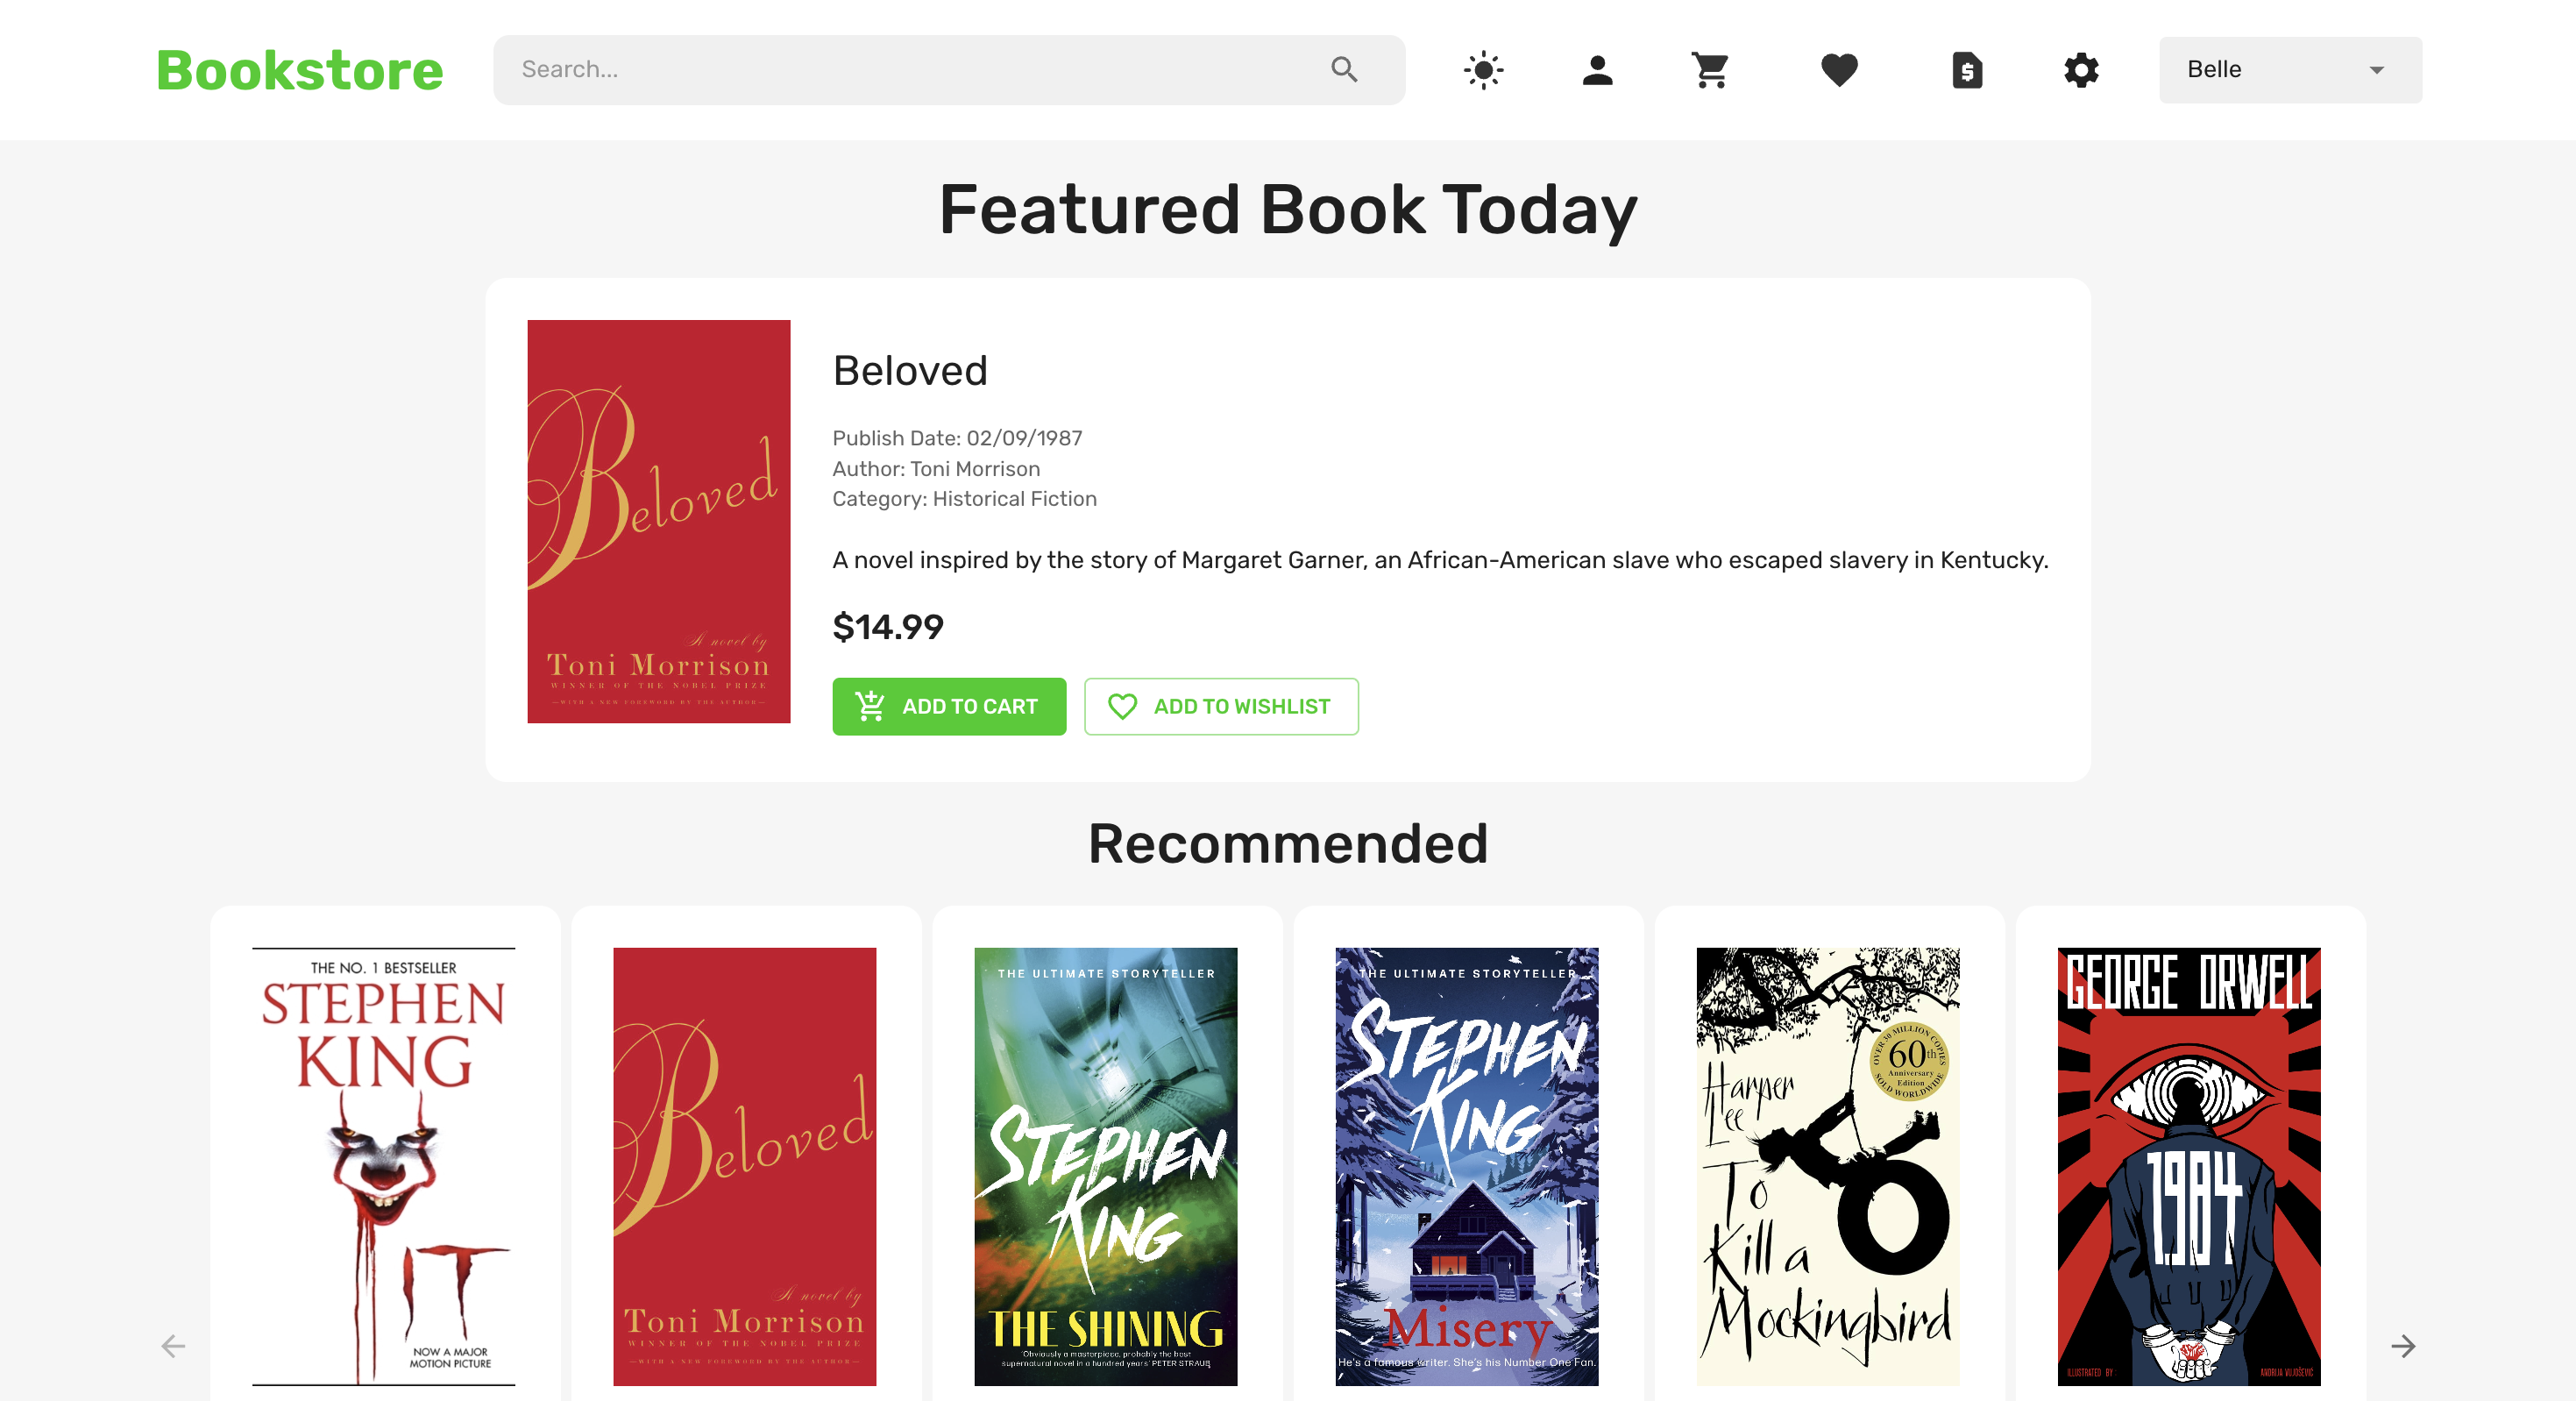 Bookstore
Search...
Belle
Featured Book Today
Beloved
A novel by
Toni Morrison
WINNER OF THE NOBEL PRIZE
—WITH A NEW FOREWORD BY THE AUTHOR—
Beloved
Publish Date: 02/09/1987
Author: Toni Morrison
Category: Historical Fiction
A novel inspired by the story of Margaret Garner, an African-American slave who escaped slavery in Kentucky.
$14.99
ADD TO CART
ADD TO WISHLIST
Recommended
THE NO. 1 BESTSELLER
STEPHEN
KING
IT
NOW A MAJOR
MOTION PICTURE
Beloved
A novel by
Toni Morrison
WINNER OF THE NOBEL PRIZE
—WITH A NEW FOREWORD BY THE AUTHOR—
THE ULTIMATE STORYTELLER
STEPHEN
KING
THE SHINING
'Obviously a masterpiece, probably the best
supernatural novel in a hundred years' PETER STRAUB
THE ULTIMATE STORYTELLER
STEPHEN
KING
Misery
He's a famous writer. She's his Number One Fan.
OVER 30 MILLION COPIES
60th
Anniversary
Edition
SOLD WORLDWIDE
Harper
Lee
To
Kill a
Mockingbird
GEORGE ORWELL
1984
ILLUSTRATED BY:
ANDRIJA VUJOŠEVIĆ